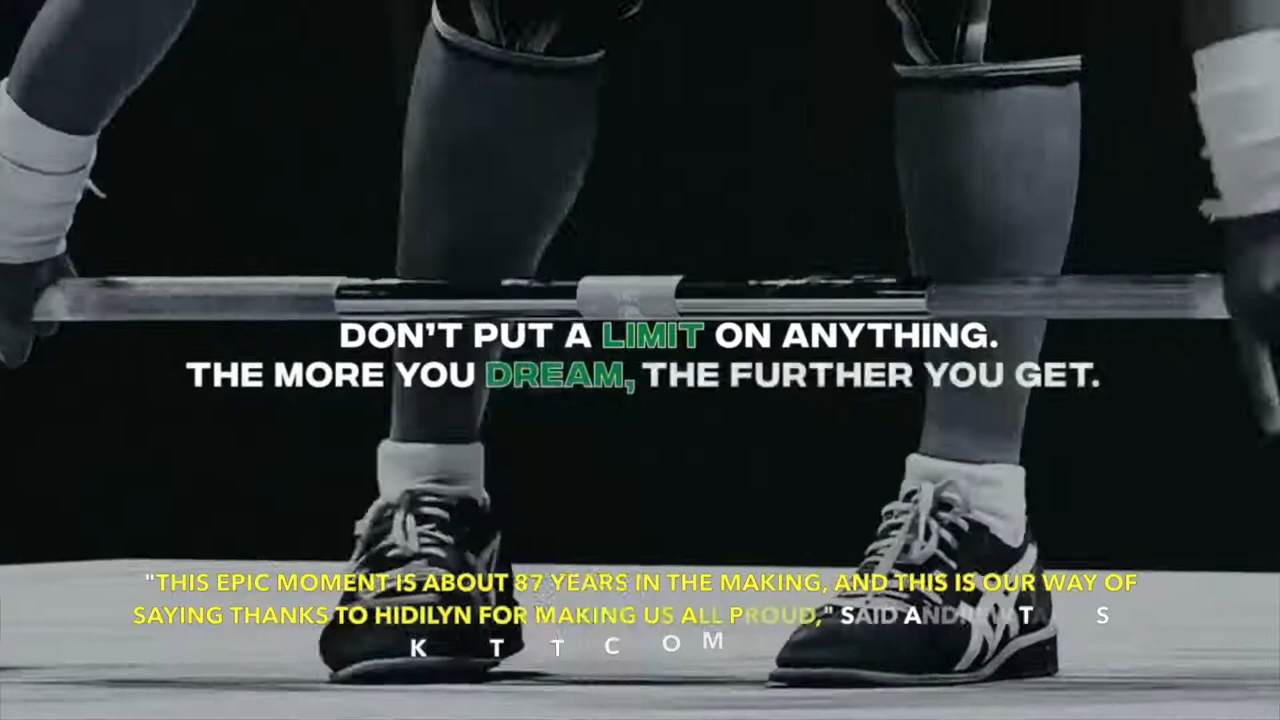 DON'T PUT A LIMIT ON ANYTHING.
THE MORE YOU DREAM, THE FURTHER YOU GET.
"THIS EPIC MOMENT IS ABOUT 87 YEARS IN THE MAKING, AND THIS IS OUR WAY OF
SAYING THANKS TO HIDILYN FOR MAKING US ALL PROUD," SAID